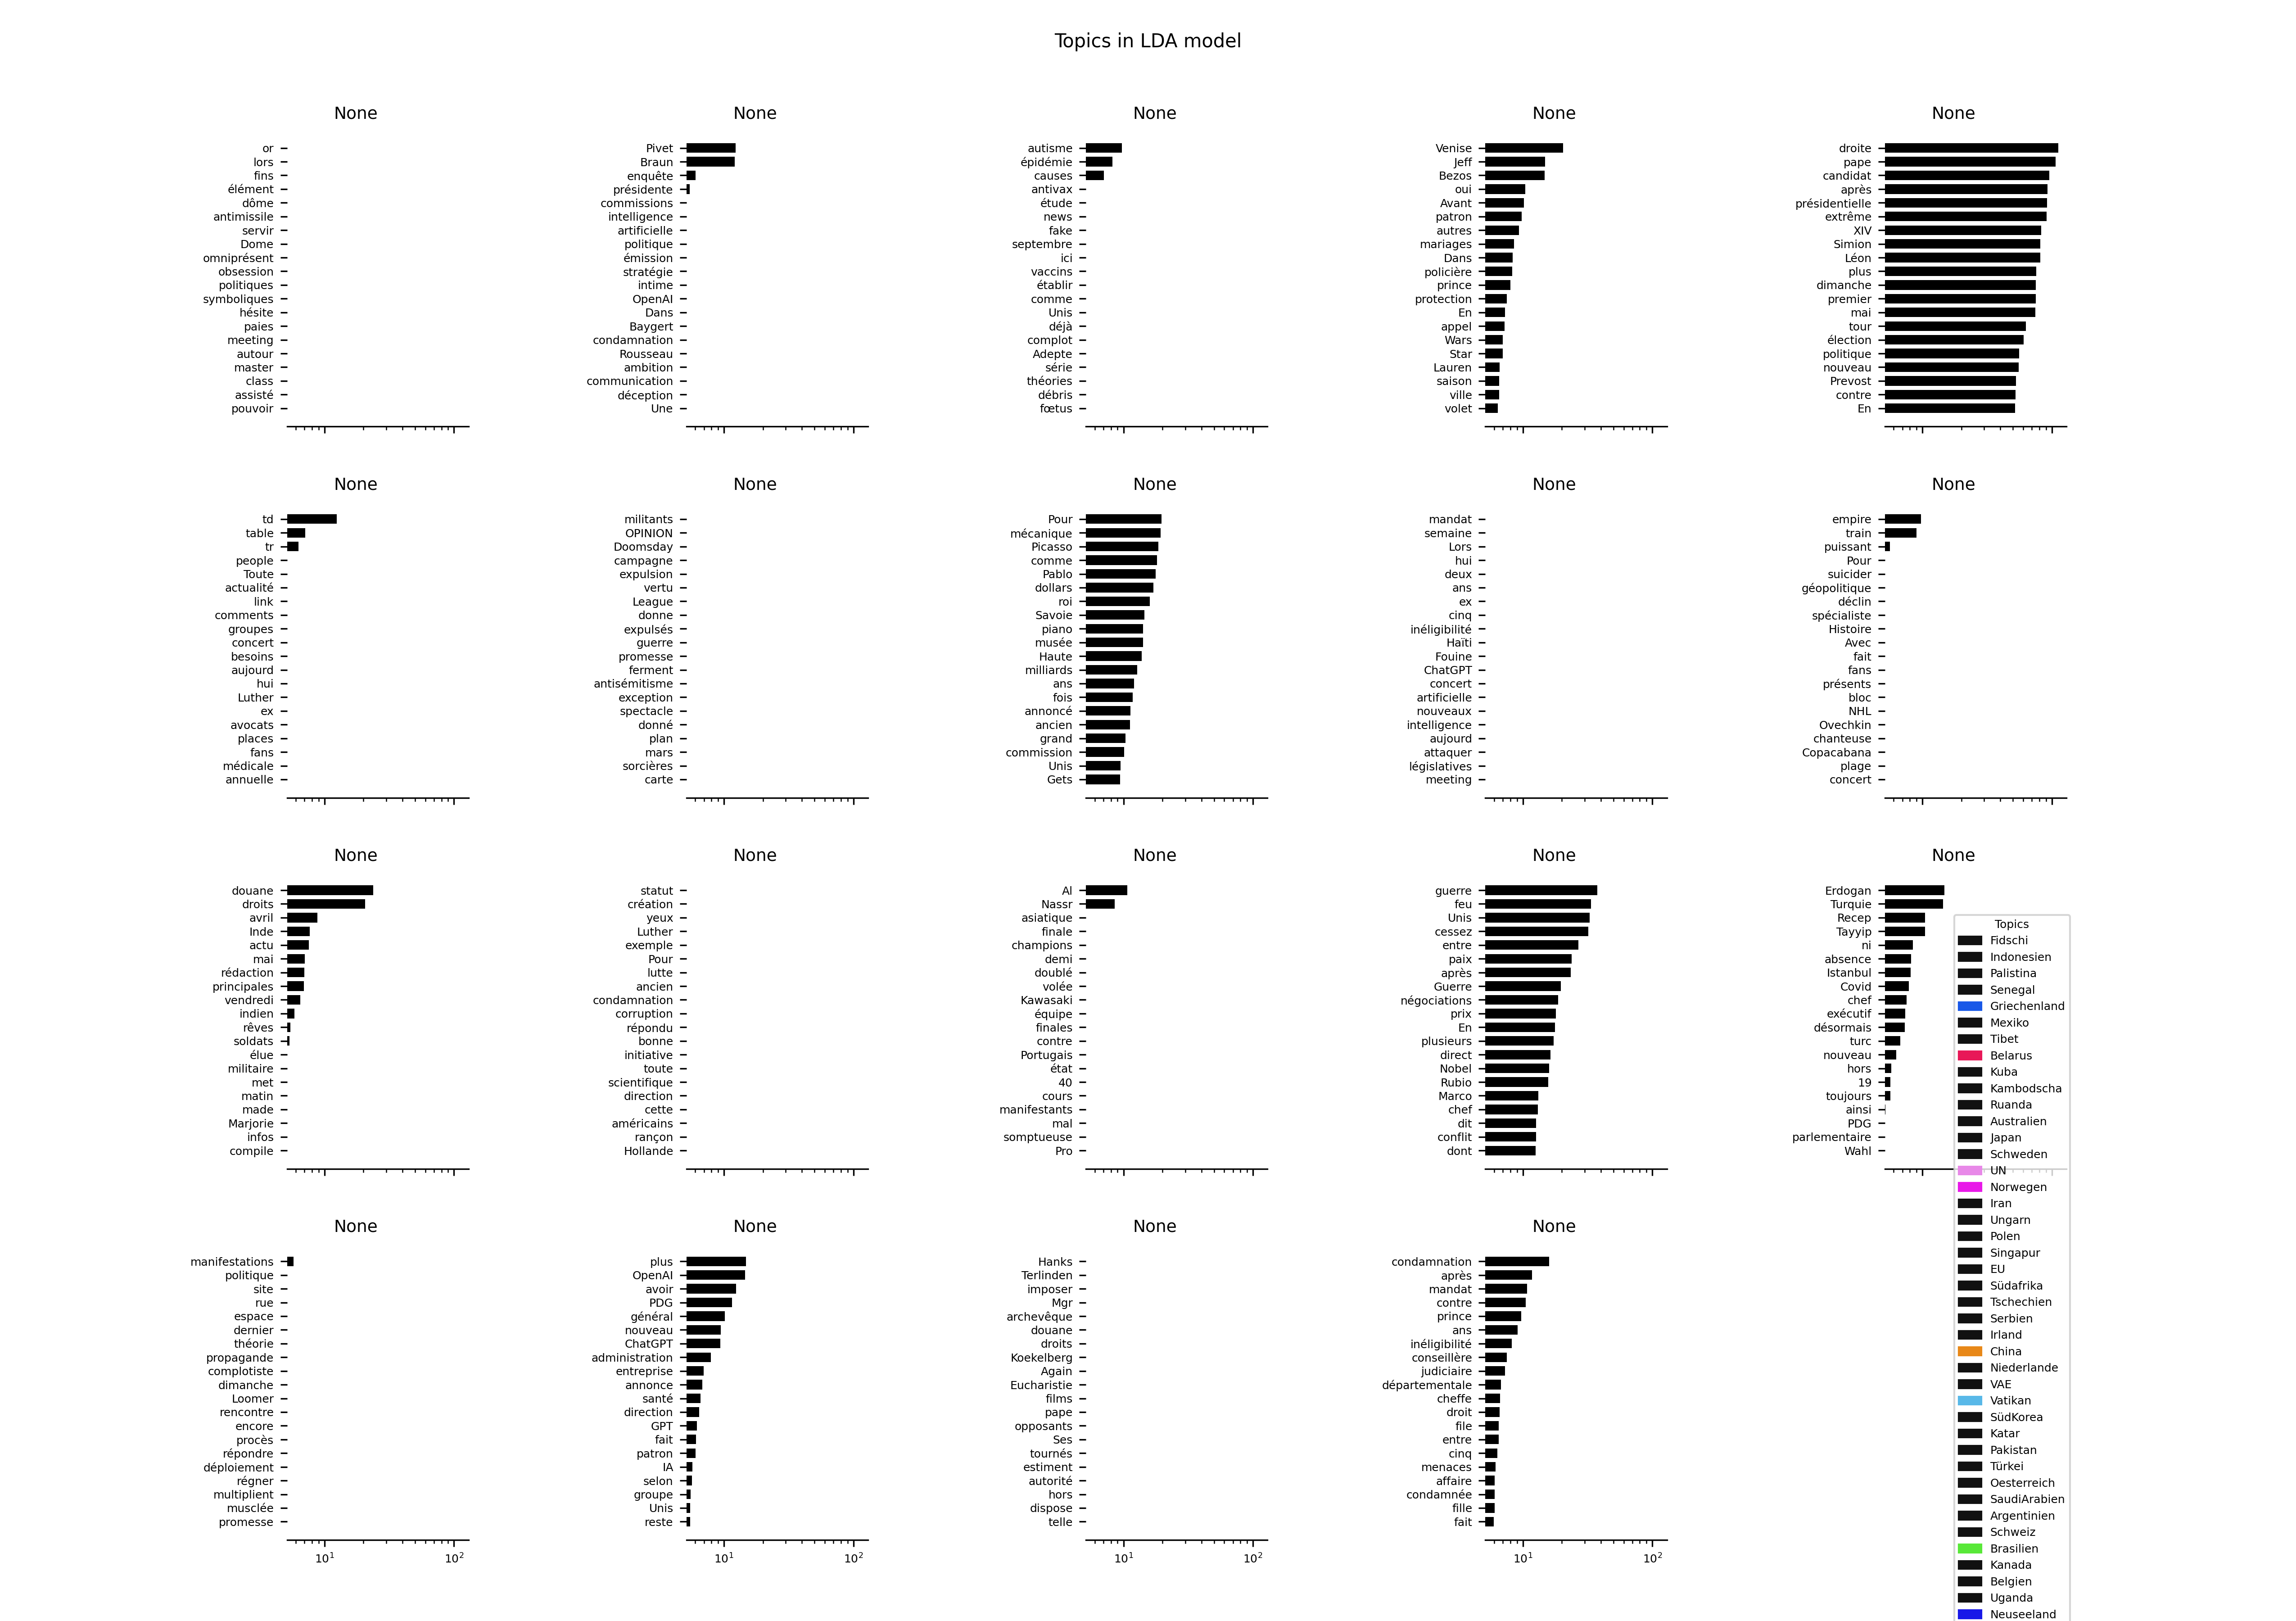 Topics in LDA model
None
or
lors
fins
élément
dôme
antimissile
servir
Dome
omniprésent
obsession
politiques
symboliques
hésite
paies
meeting
autour
master
class
assisté
pouvoir
None
Pivet
Braun
enquête
présidente
commissions
intelligence
artificielle
politique
émission
stratégie
intime
OpenAI
Dans
Baygert
condamnation
Rousseau
ambition
communication
déception
Une
None
autisme
épidémie
causes
antivax
étude
news
fake
septembre
ici
vaccins
établir
comme
Unis
déjà
complot
Adepte
série
théories
débris
fœtus
None
Venise
Jeff
Bezos
oui
Avant
patron
autres
mariages
Dans
policière
prince
protection
En
appel
Wars
Star
Lauren
saison
ville
volet
None
droite
pape
candidat
après
présidentielle
extrême
XIV
Simion
Léon
plus
dimanche
premier
mai
tour
élection
politique
nouveau
Prevost
contre
En
None
td
table
tr
people
Toute
actualité
link
comments
groupes
concert
besoins
aujourd
hui
Luther
ex
avocats
places
fans
médicale
annuelle
None
militants
OPINION
Doomsday
campagne
expulsion
vertu
League
donne
expulsés
guerre
promesse
ferment
antisémitisme
exception
spectacle
donné
plan
mars
sorcières
carte
None
Pour
mécanique
Picasso
comme
Pablo
dollars
roi
Savoie
piano
musée
Haute
milliards
ans
fois
annoncé
ancien
grand
commission
Unis
Gets
None
mandat
semaine
Lors
hui
deux
ans
ex
cinq
inéligibilité
Haïti
Fouine
ChatGPT
concert
artificielle
nouveaux
intelligence
aujourd
attaquer
législatives
meeting
None
empire
train
puissant
Pour
suicider
géopolitique
déclin
spécialiste
Histoire
Avec
fait
fans
présents
bloc
NHL
Ovechkin
chanteuse
Copacabana
plage
concert
None
douane
droits
avril
Inde
actu
mai
rédaction
principales
vendredi
indien
rêves
soldats
élue
militaire
met
matin
made
Marjorie
infos
compile
None
statut
création
yeux
Luther
exemple
Pour
lutte
ancien
condamnation
corruption
répondu
bonne
initiative
toute
scientifique
direction
cette
américains
rançon
Hollande
None
Al
Nassr
asiatique
finale
champions
demi
doublé
volée
Kawasaki
équipe
finales
contre
Portugais
état
40
cours
manifestants
mal
somptueuse
Pro
None
guerre
feu
Unis
cessez
entre
paix
après
Guerre
négociations
prix
En
plusieurs
direct
Nobel
Rubio
Marco
chef
dit
conflit
dont
None
Erdogan
Turquie
Recep
Tayyip
ni
absence
Istanbul
Covid
chef
exécutif
désormais
turc
nouveau
hors
19
toujours
ainsi
PDG
parlementaire
Wahl
None
manifestations
politique
site
rue
espace
dernier
théorie
propagande
complotiste
dimanche
Loomer
rencontre
encore
procès
répondre
déploiement
régner
multiplient
musclée
promesse
10¹ 10²
None
plus
OpenAI
avoir
PDG
général
nouveau
ChatGPT
administration
entreprise
annonce
santé
direction
GPT
fait
patron
IA
selon
groupe
Unis
reste
10¹ 10²
None
Hanks
Terlinden
imposer
Mgr
archevêque
douane
droits
Koekelberg
Again
Eucharistie
films
pape
opposants
Ses
tournés
estiment
autorité
hors
dispose
telle
10¹ 10²
None
condamnation
après
mandat
contre
prince
ans
inéligibilité
conseillère
judiciaire
départementale
cheffe
droit
file
entre
cinq
menaces
affaire
condamnée
fille
fait
10¹ 10²
Topics
Fidschi
Indonesien
Palistina
Senegal
Griechenland
Mexiko
Tibet
Belarus
Kuba
Kambodscha
Ruanda
Australien
Japan
Schweden
UN
Norwegen
Iran
Ungarn
Polen
Singapur
EU
Südafrika
Tschechien
Serbien
Irland
China
Niederlande
VAE
Vatikan
SüdKorea
Katar
Pakistan
Türkei
Oesterreich
SaudiArabien
Argentinien
Schweiz
Brasilien
Kanada
Belgien
Uganda
Neuseeland